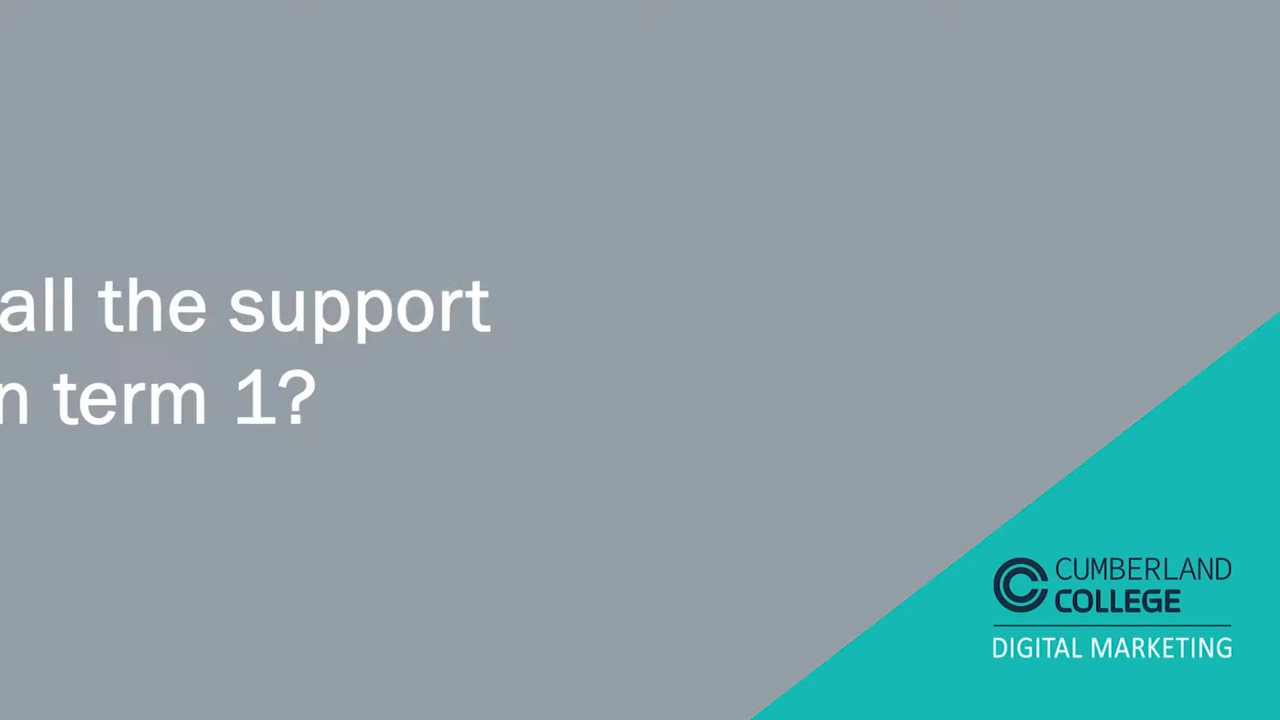 all the support
n term 1?
CUMBERLAND
COLLEGE
DIGITAL MARKETING